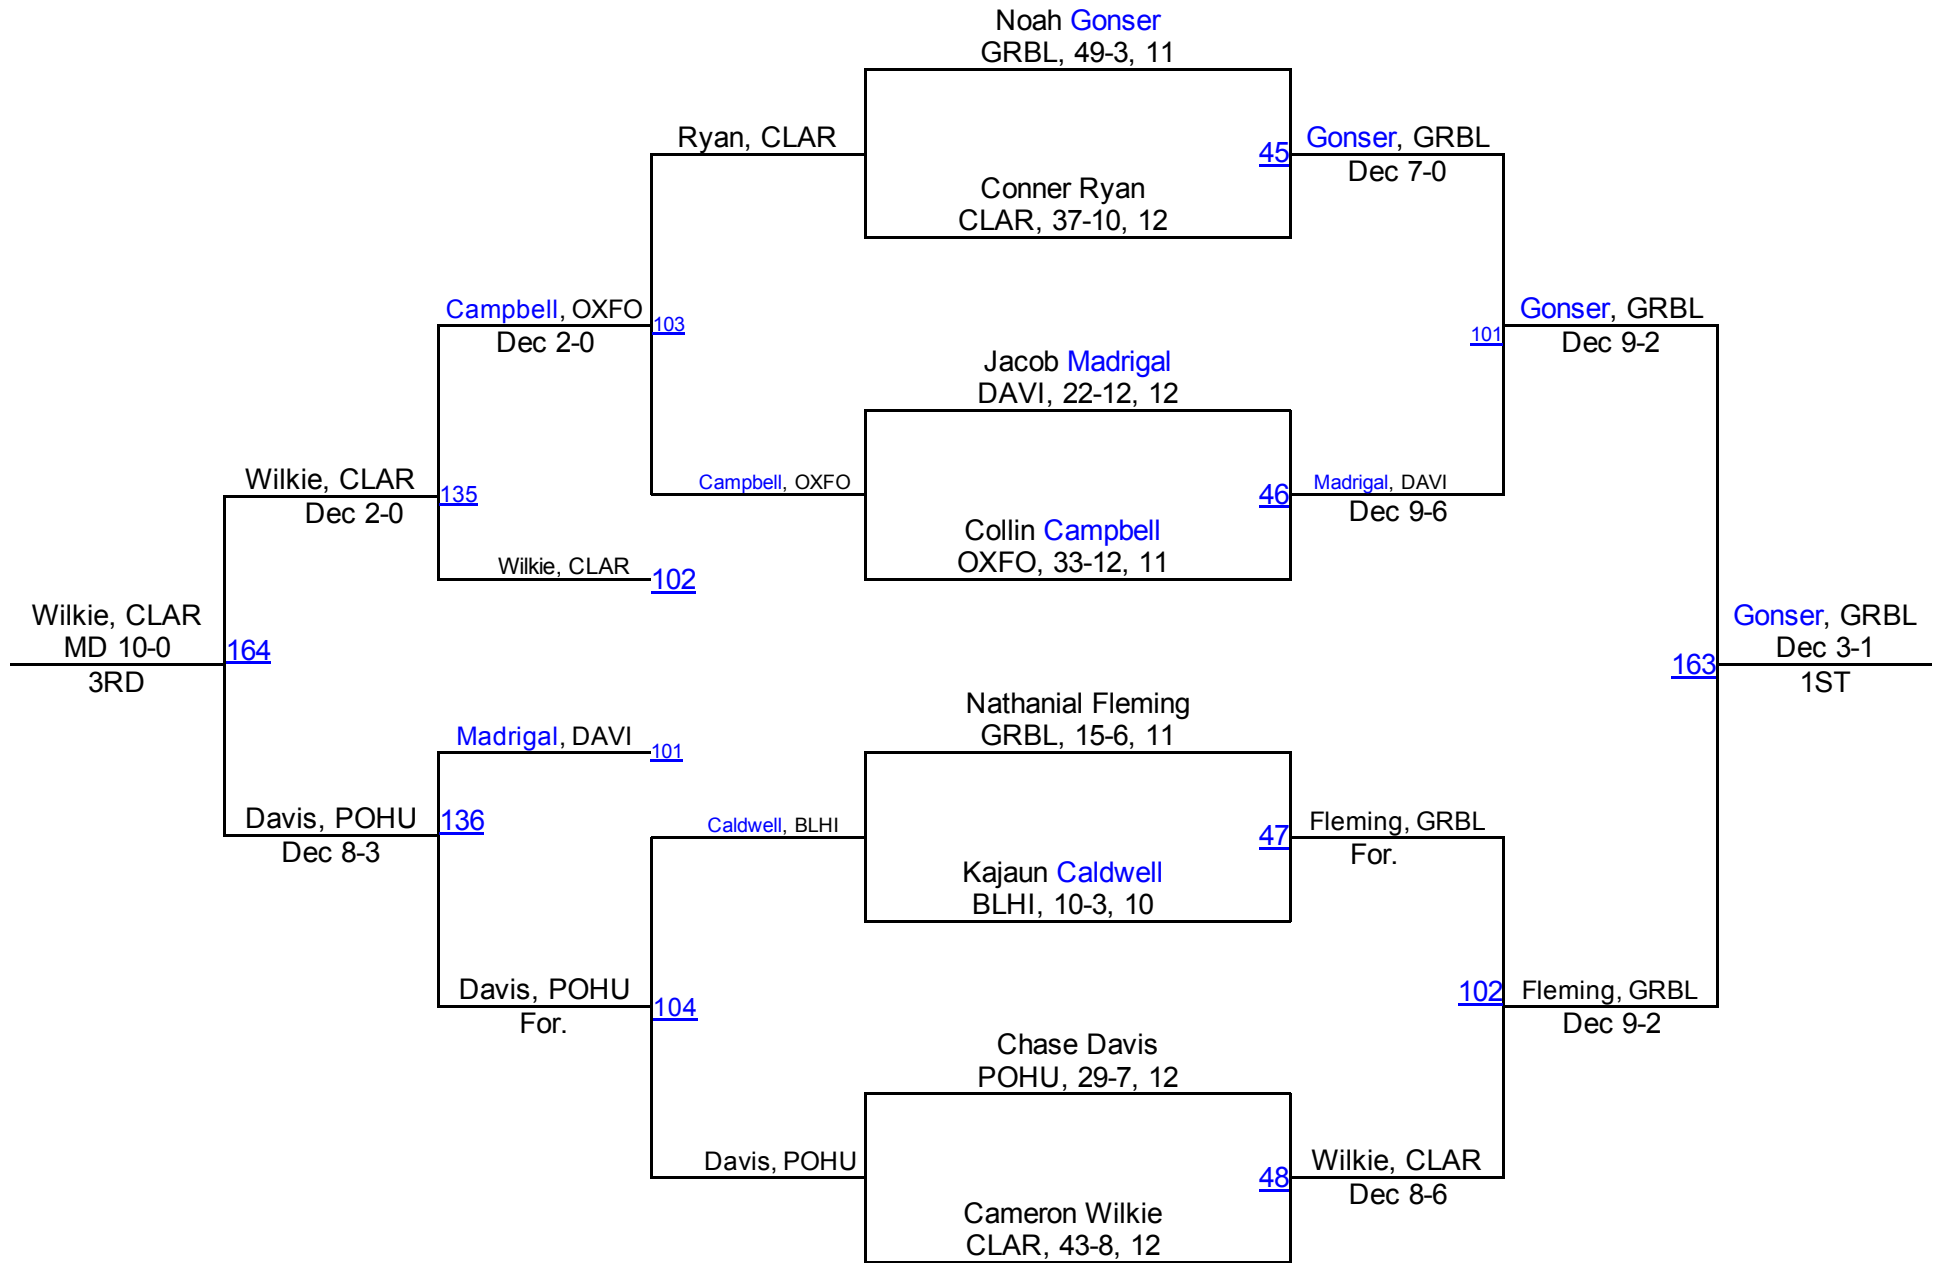 Noah Gonser
GRBL, 49-3, 11
Ryan, CLAR
45
Gonser, GRBL
Dec 7-0
Conner Ryan
CLAR, 37-10, 12
Campbell, OXFO
Dec 2-0
103
101
Gonser, GRBL
Dec 9-2
Jacob Madrigal
DAVI, 22-12, 12
Wilkie, CLAR
Dec 2-0
135
Campbell, OXFO
46
Madrigal, DAVI
Dec 9-6
Collin Campbell
OXFO, 33-12, 11
Wilkie, CLAR
102
Wilkie, CLAR
MD 10-0
3RD
164
163
Gonser, GRBL
Dec 3-1
1ST
Nathanial Fleming
GRBL, 15-6, 11
Madrigal, DAVI
101
Davis, POHU
Dec 8-3
136
Caldwell, BLHI
47
Fleming, GRBL
For.
Kajaun Caldwell
BLHI, 10-3, 10
Davis, POHU
For.
104
102
Fleming, GRBL
Dec 9-2
Chase Davis
POHU, 29-7, 12
Davis, POHU
48
Wilkie, CLAR
Dec 8-6
Cameron Wilkie
CLAR, 43-8, 12